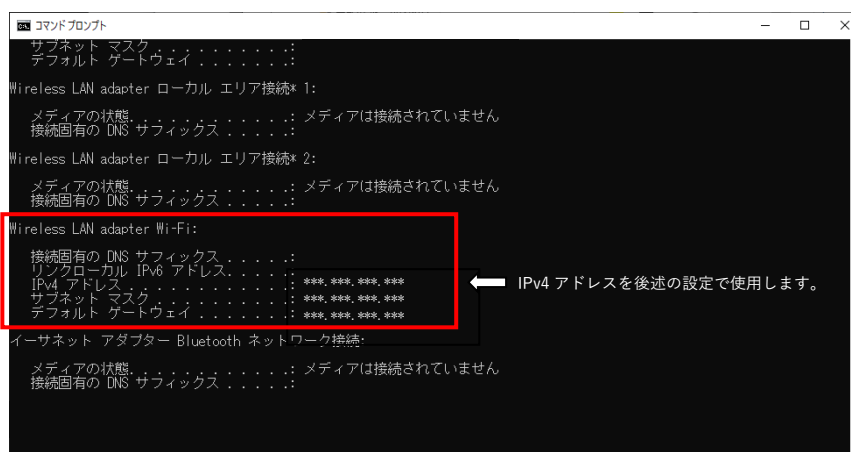 コマンド プロンプト
サブネット マスク . . . . . . . . . . . .:
デフォルト ゲートウェイ . . . . . . .:
Wireless LAN adapter ローカル エリア接続* 1:
メディアの状態. . . . . . . . . . . .: メディアは接続されていません
接続固有の DNS サフィックス . . . . .:
Wireless LAN adapter ローカル エリア接続* 2:
メディアの状態. . . . . . . . . . . .: メディアは接続されていません
接続固有の DNS サフィックス . . . . .:
Wireless LAN adapter Wi-Fi:
接続固有の DNS サフィックス . . . . .:
リンクローカル IPv6 アドレス. . . . .:
IPv4 アドレス . . . . . . . . . . . .: ***.***.***.*** IPv4 アドレスを後述の設定で使用します。
サブネット マスク . . . . . . . . . .: ***.***.***.***
デフォルト ゲートウェイ . . . . . . .: ***.***.***.***
イーサネット アダプター Bluetooth ネットワーク接続:
メディアの状態. . . . . . . . . . . .: メディアは接続されていません
接続固有の DNS サフィックス . . . . .: